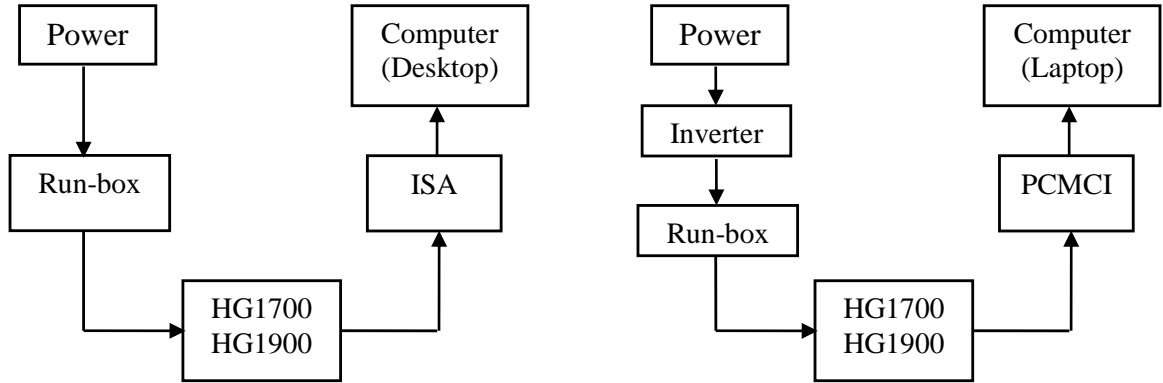 Power
Run-box
HG1700
HG1900
ISA
Computer
(Desktop)
Power
Inverter
Run-box
HG1700
HG1900
PCMCI
Computer
(Laptop)